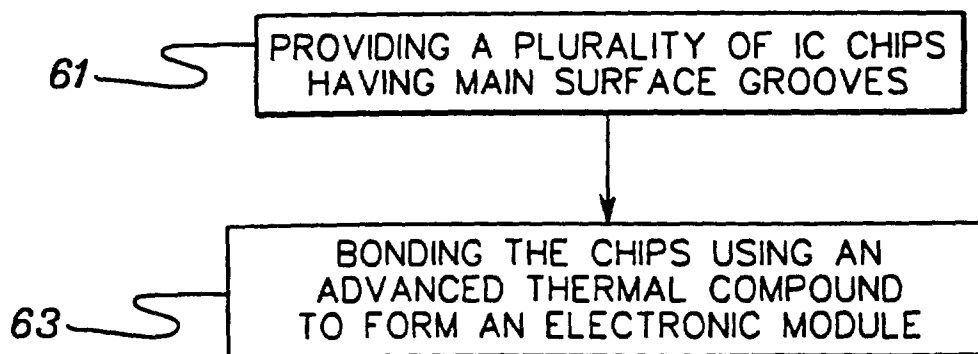 61
PROVIDING A PLURALITY OF IC CHIPS
HAVING MAIN SURFACE GROOVES
63
BONDING THE CHIPS USING AN
ADVANCED THERMAL COMPOUND
TO FORM AN ELECTRONIC MODULE